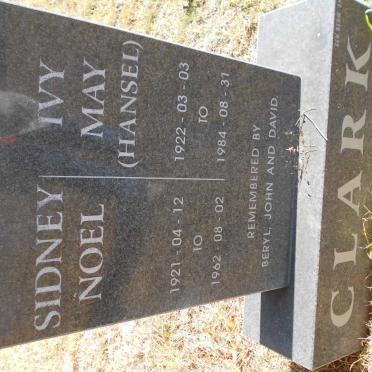 SIDNEY
NOEL
1921-04-12
TO
1962-08-02
IVY
MAY
(HANSEL)
1922-03-03
TO
1984-08-31
REMEMBERED BY
BERYL, JOHN AND DAVID
CLARK